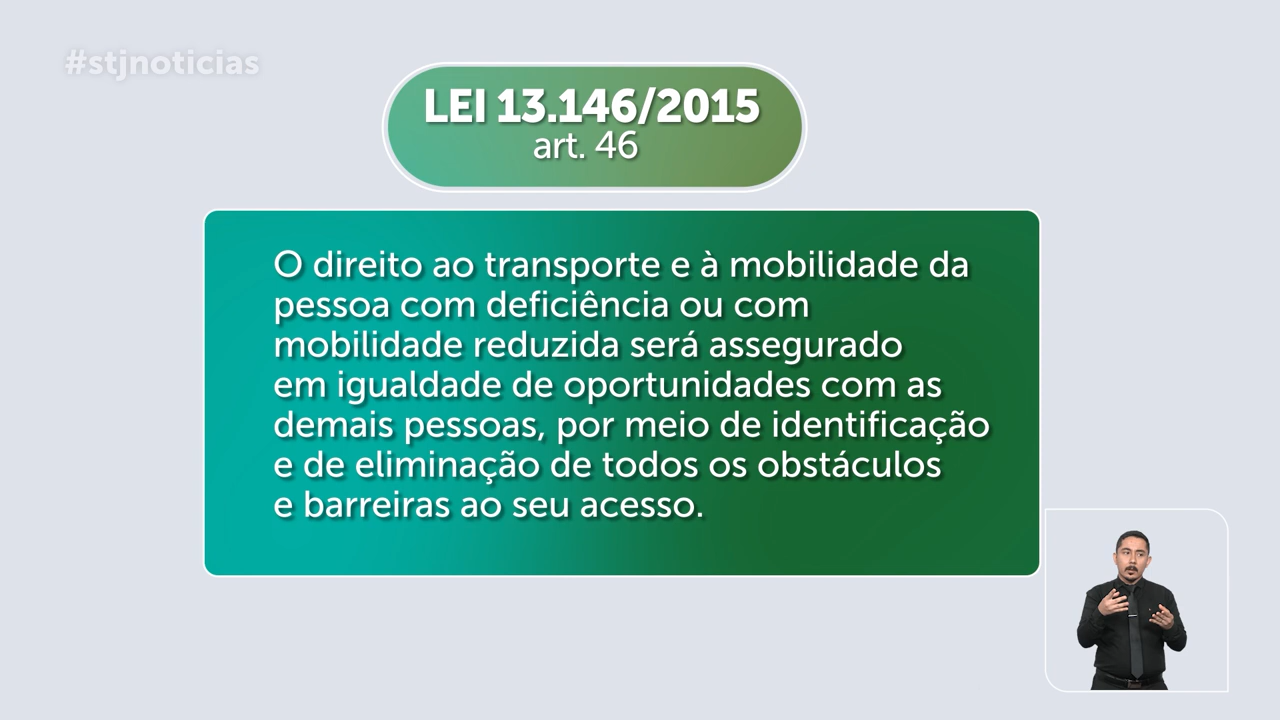 #stjnoticias
LEI 13.146/2015
art. 46
O direito ao transporte e à mobilidade da
pessoa com deficiência ou com
mobilidade reduzida será assegurado
em igualdade de oportunidades com as
demais pessoas, por meio de identificação
e de eliminação de todos os obstáculos
e barreiras ao seu acesso.